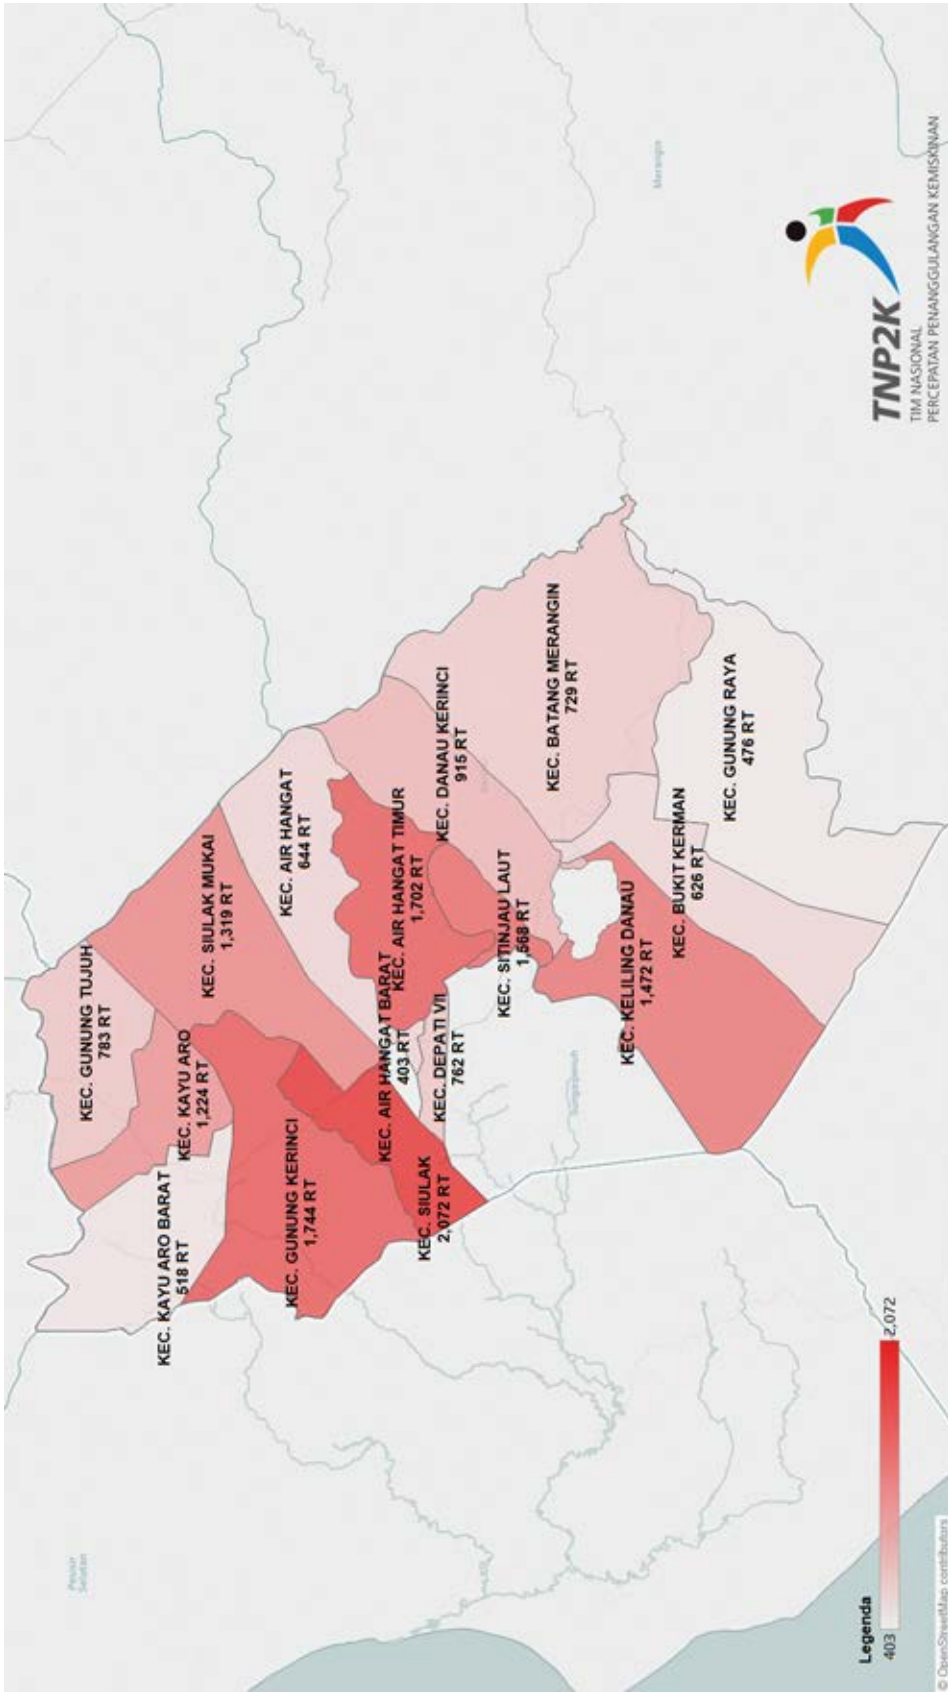 Pesisir
Selatan
KEC. KAYU ARO BARAT
518 RT
KEC. GUNUNG TUJUH
783 RT
KEC. KAYU ARO
1,224 RT
KEC. SIULAK MUKAI
1,319 RT
KEC. GUNUNG KERINCI
1,744 RT
KEC. AIR HANGAT
644 RT
KEC. SIULAK
2,072 RT
KEC. AIR HANGAT BARAT
403 RT
KEC. AIR HANGAT TIMUR
1,702 RT
KEC. DEPATI VII
762 RT
KEC. DANAU KERINCI
915 RT
KEC. SITINJAU LAUT
1,568 RT
KEC. BATANG MERANGIN
729 RT
KEC. KELILING DANAU
1,472 RT
KEC. BUKIT KERMAN
626 RT
KEC. GUNUNG RAYA
476 RT
Merangin
Legenda
403
2,072
© OpenStreetMap contributors
TNP2K
TIM NASIONAL
PERCEPATAN PENANGGULANGAN KEMISKINAN